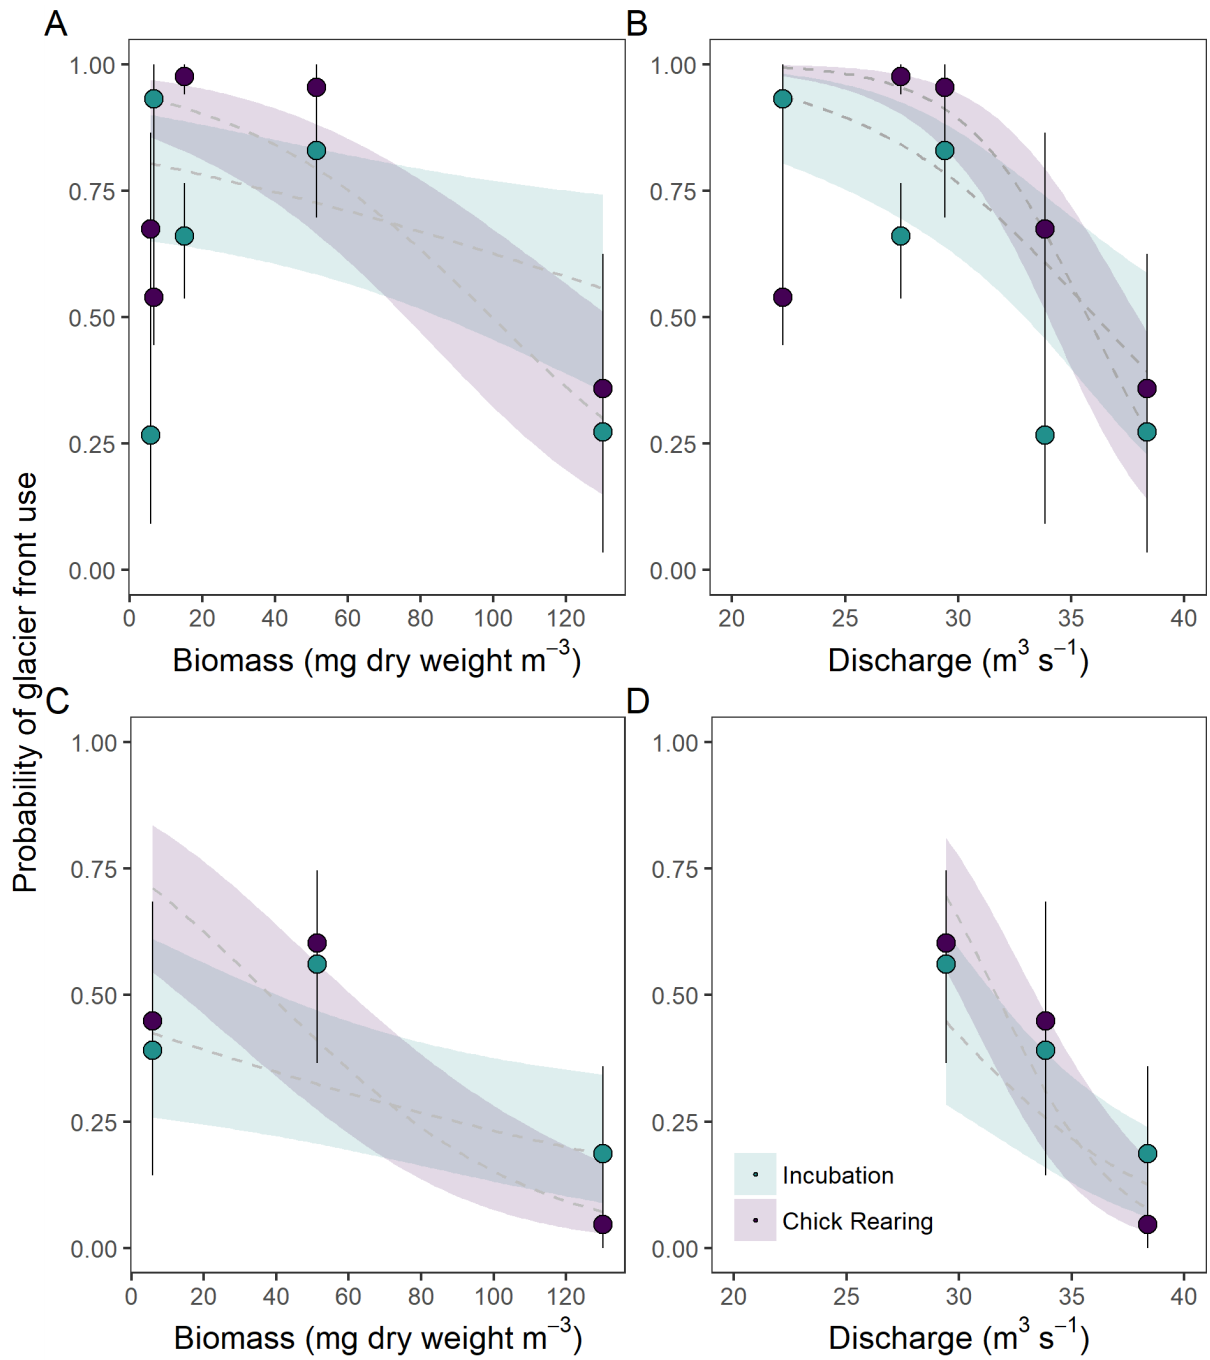 A
B
1.00
0.75
0.50
0.25
0.00
0 20 40 60 80 100 120
Biomass (mg dry weight m⁻³)
1.00
0.75
0.50
0.25
0.00
20 25 30 35 40
Discharge (m³ s⁻¹)
Probability of glacier front use
C
D
1.00
0.75
0.50
0.25
0.00
0 20 40 60 80 100 120
Biomass (mg dry weight m⁻³)
1.00
0.75
0.50
0.25
0.00
Incubation
Chick Rearing
20 25 30 35 40
Discharge (m³ s⁻¹)